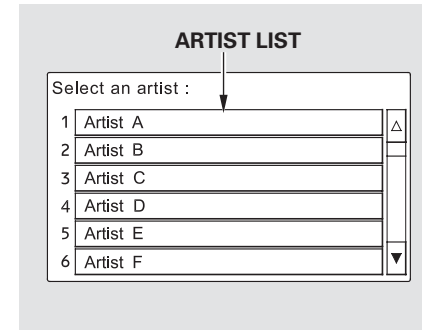 ARTIST LIST
Select an artist :
1 Artist A
2 Artist B
3 Artist C
4 Artist D
5 Artist E
6 Artist F